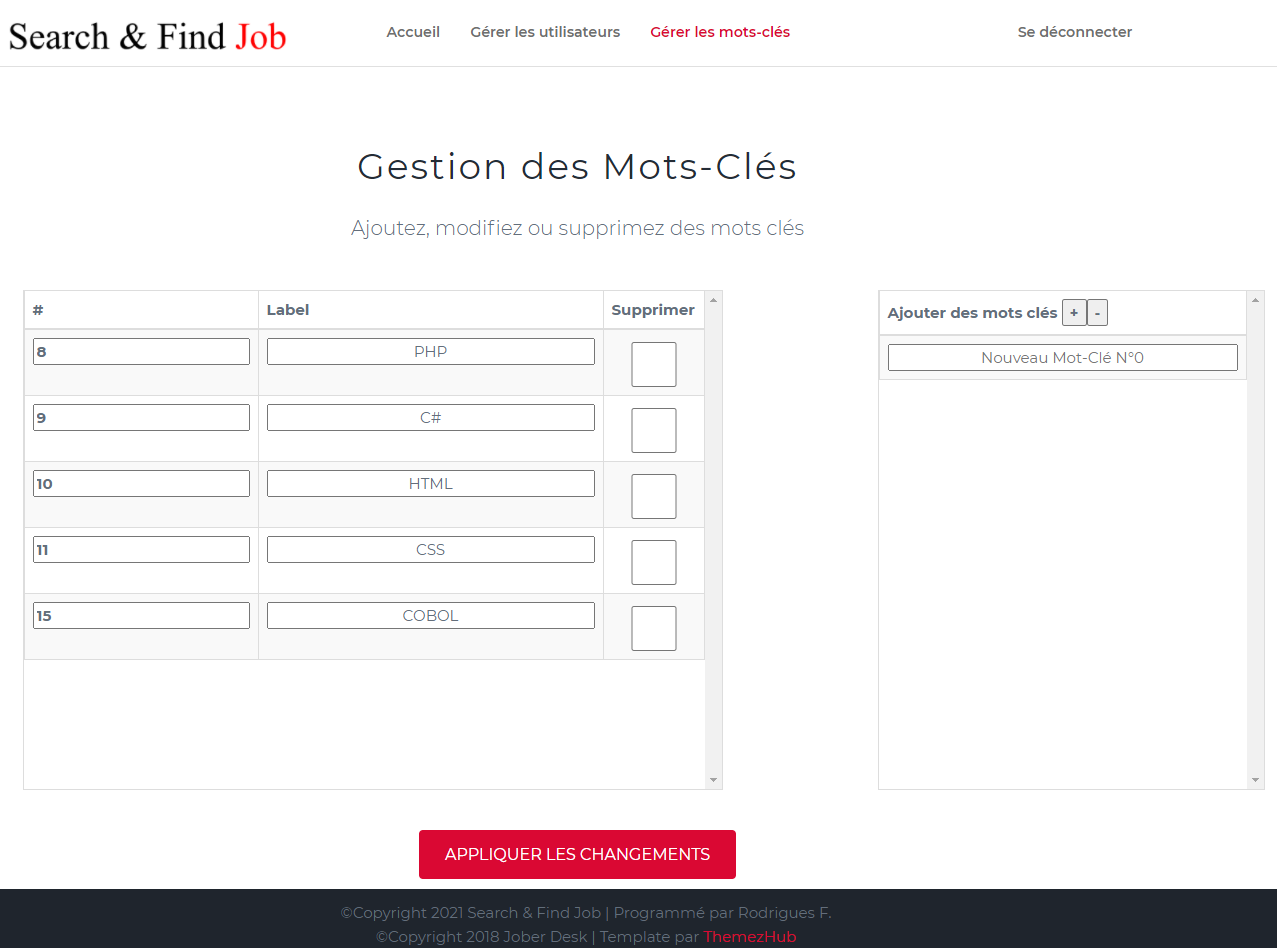 Search & Find Job
Accueil Gérer les utilisateurs Gérer les mots-clés Se déconnecter
Gestion des Mots-Clés
Ajoutez, modifiez ou supprimez des mots clés
# Label Supprimer
8 PHP
9 C#
10 HTML
11 CSS
15 COBOL
Ajouter des mots clés + -
Nouveau Mot-Clé N°0
APPLIQUER LES CHANGEMENTS
©Copyright 2021 Search & Find Job | Programmé par Rodrigues F.
©Copyright 2018 Jober Desk | Template par ThemezHub